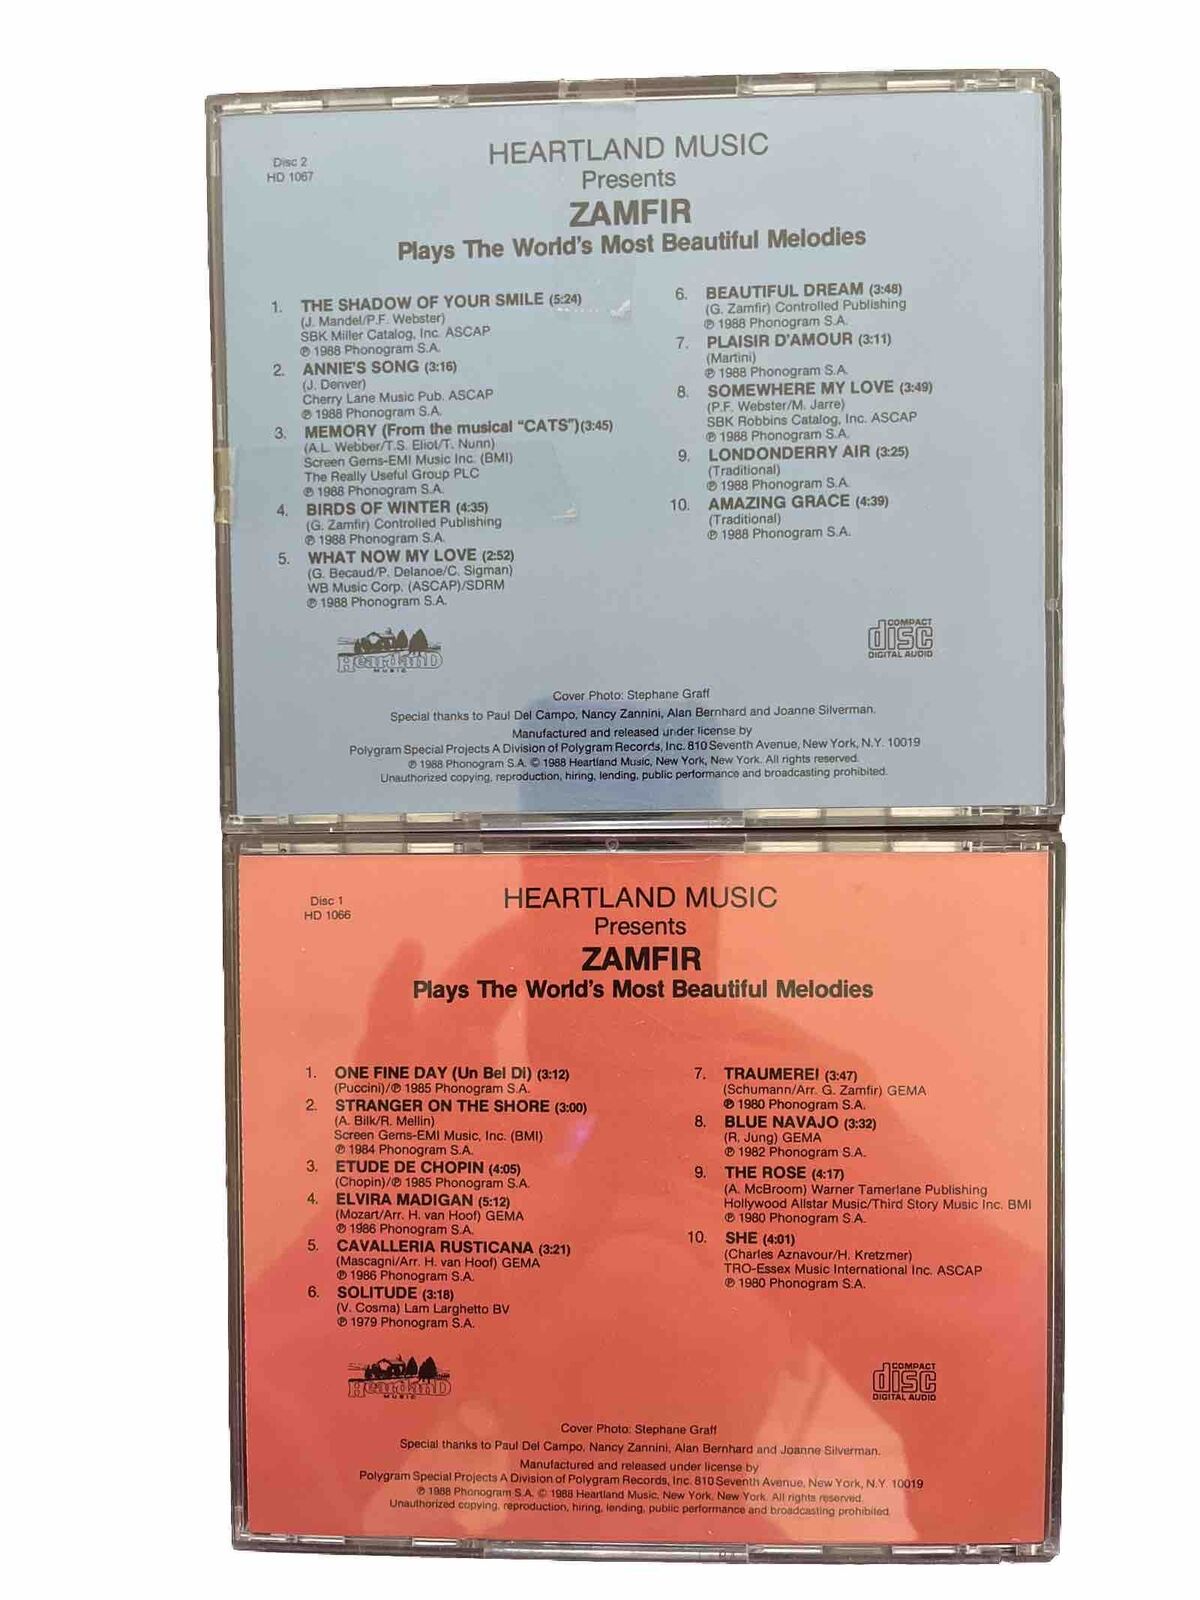 Disc 2
HD 1067
HEARTLAND MUSIC
Presents
ZAMFIR
Plays The World's Most Beautiful Melodies
1. THE SHADOW OF YOUR SMILE (5:24)
(J. Mandel/P.F. Webster)
SBK Miller Catalog, Inc. ASCAP
℗ 1988 Phonogram S.A.
2. ANNIE'S SONG (3:16)
(J. Denver)
Cherry Lane Music Pub. ASCAP
℗ 1988 Phonogram S.A.
3. MEMORY (From the musical "CATS")(3:45)
(A.L. Webber/T.S. Eliot/T. Nunn)
Screen Gems-EMI Music Inc. (BMI)
The Really Useful Group PLC
℗ 1988 Phonogram S.A.
4. BIRDS OF WINTER (4:35)
(G. Zamfir) Controlled Publishing
℗ 1988 Phonogram S.A.
5. WHAT NOW MY LOVE (2:52)
(G. Becaud/P. Delanoe/C. Sigman)
WB Music Corp. (ASCAP)/SDRM
℗ 1988 Phonogram S.A.
6. BEAUTIFUL DREAM (3:48)
(G. Zamfir) Controlled Publishing
℗ 1988 Phonogram S.A.
7. PLAISIR D'AMOUR (3:11)
(Martini)
℗ 1988 Phonogram S.A.
8. SOMEWHERE MY LOVE (3:49)
(P.F. Webster/M. Jarre)
SBK Robbins Catalog, Inc. ASCAP
℗ 1988 Phonogram S.A.
9. LONDONDERRY AIR (3:25)
(Traditional)
℗ 1988 Phonogram S.A.
10. AMAZING GRACE (4:39)
(Traditional)
℗ 1988 Phonogram S.A.
HeartlanD
MUSIC
COMPACT
disc
DIGITAL AUDIO
Cover Photo: Stephane Graff
Special thanks to Paul Del Campo, Nancy Zannini, Alan Bernhard and Joanne Silverman.
Manufactured and released under license by
Polygram Special Projects A Division of Polygram Records, Inc. 810 Seventh Avenue, New York, N.Y. 10019
℗ 1988 Phonogram S.A. © 1988 Heartland Music, New York, New York. All rights reserved.
Unauthorized copying, reproduction, hiring, lending, public performance and broadcasting prohibited.
Disc 1
HD 1066
HEARTLAND MUSIC
Presents
ZAMFIR
Plays The World's Most Beautiful Melodies
1. ONE FINE DAY (Un Bel Di) (3:12)
(Puccini)/℗ 1985 Phonogram S.A.
2. STRANGER ON THE SHORE (3:00)
(A. Bilk/R. Mellin)
Screen Gems-EMI Music, Inc. (BMI)
℗ 1984 Phonogram S.A.
3. ETUDE DE CHOPIN (4:05)
(Chopin)/℗ 1985 Phonogram S.A.
4. ELVIRA MADIGAN (5:12)
(Mozart/Arr. H. van Hoof) GEMA
℗ 1986 Phonogram S.A.
5. CAVALLERIA RUSTICANA (3:21)
(Mascagni/Arr. H. van Hoof) GEMA
℗ 1986 Phonogram S.A.
6. SOLITUDE (3:18)
(V. Cosma) Lam Larghetto BV
℗ 1979 Phonogram S.A.
7. TRAUMEREI (3:47)
(Schumann/Arr. G. Zamfir) GEMA
℗ 1980 Phonogram S.A.
8. BLUE NAVAJO (3:32)
(R. Jung) GEMA
℗ 1982 Phonogram S.A.
9. THE ROSE (4:17)
(A. McBroom) Warner Tamerlane Publishing
Hollywood Allstar Music/Third Story Music Inc. BMI
℗ 1980 Phonogram S.A.
10. SHE (4:01)
(Charles Aznavour/H. Kretzmer)
TRO-Essex Music International Inc. ASCAP
℗ 1980 Phonogram S.A.
HeartlanD
MUSIC
COMPACT
disc
DIGITAL AUDIO
Cover Photo: Stephane Graff
Special thanks to Paul Del Campo, Nancy Zannini, Alan Bernhard and Joanne Silverman.
Manufactured and released under license by
Polygram Special Projects A Division of Polygram Records, Inc. 810 Seventh Avenue, New York, N.Y. 10019
℗ 1988 Phonogram S.A. © 1988 Heartland Music, New York, New York. All rights reserved.
Unauthorized copying, reproduction, hiring, lending, public performance and broadcasting prohibited.